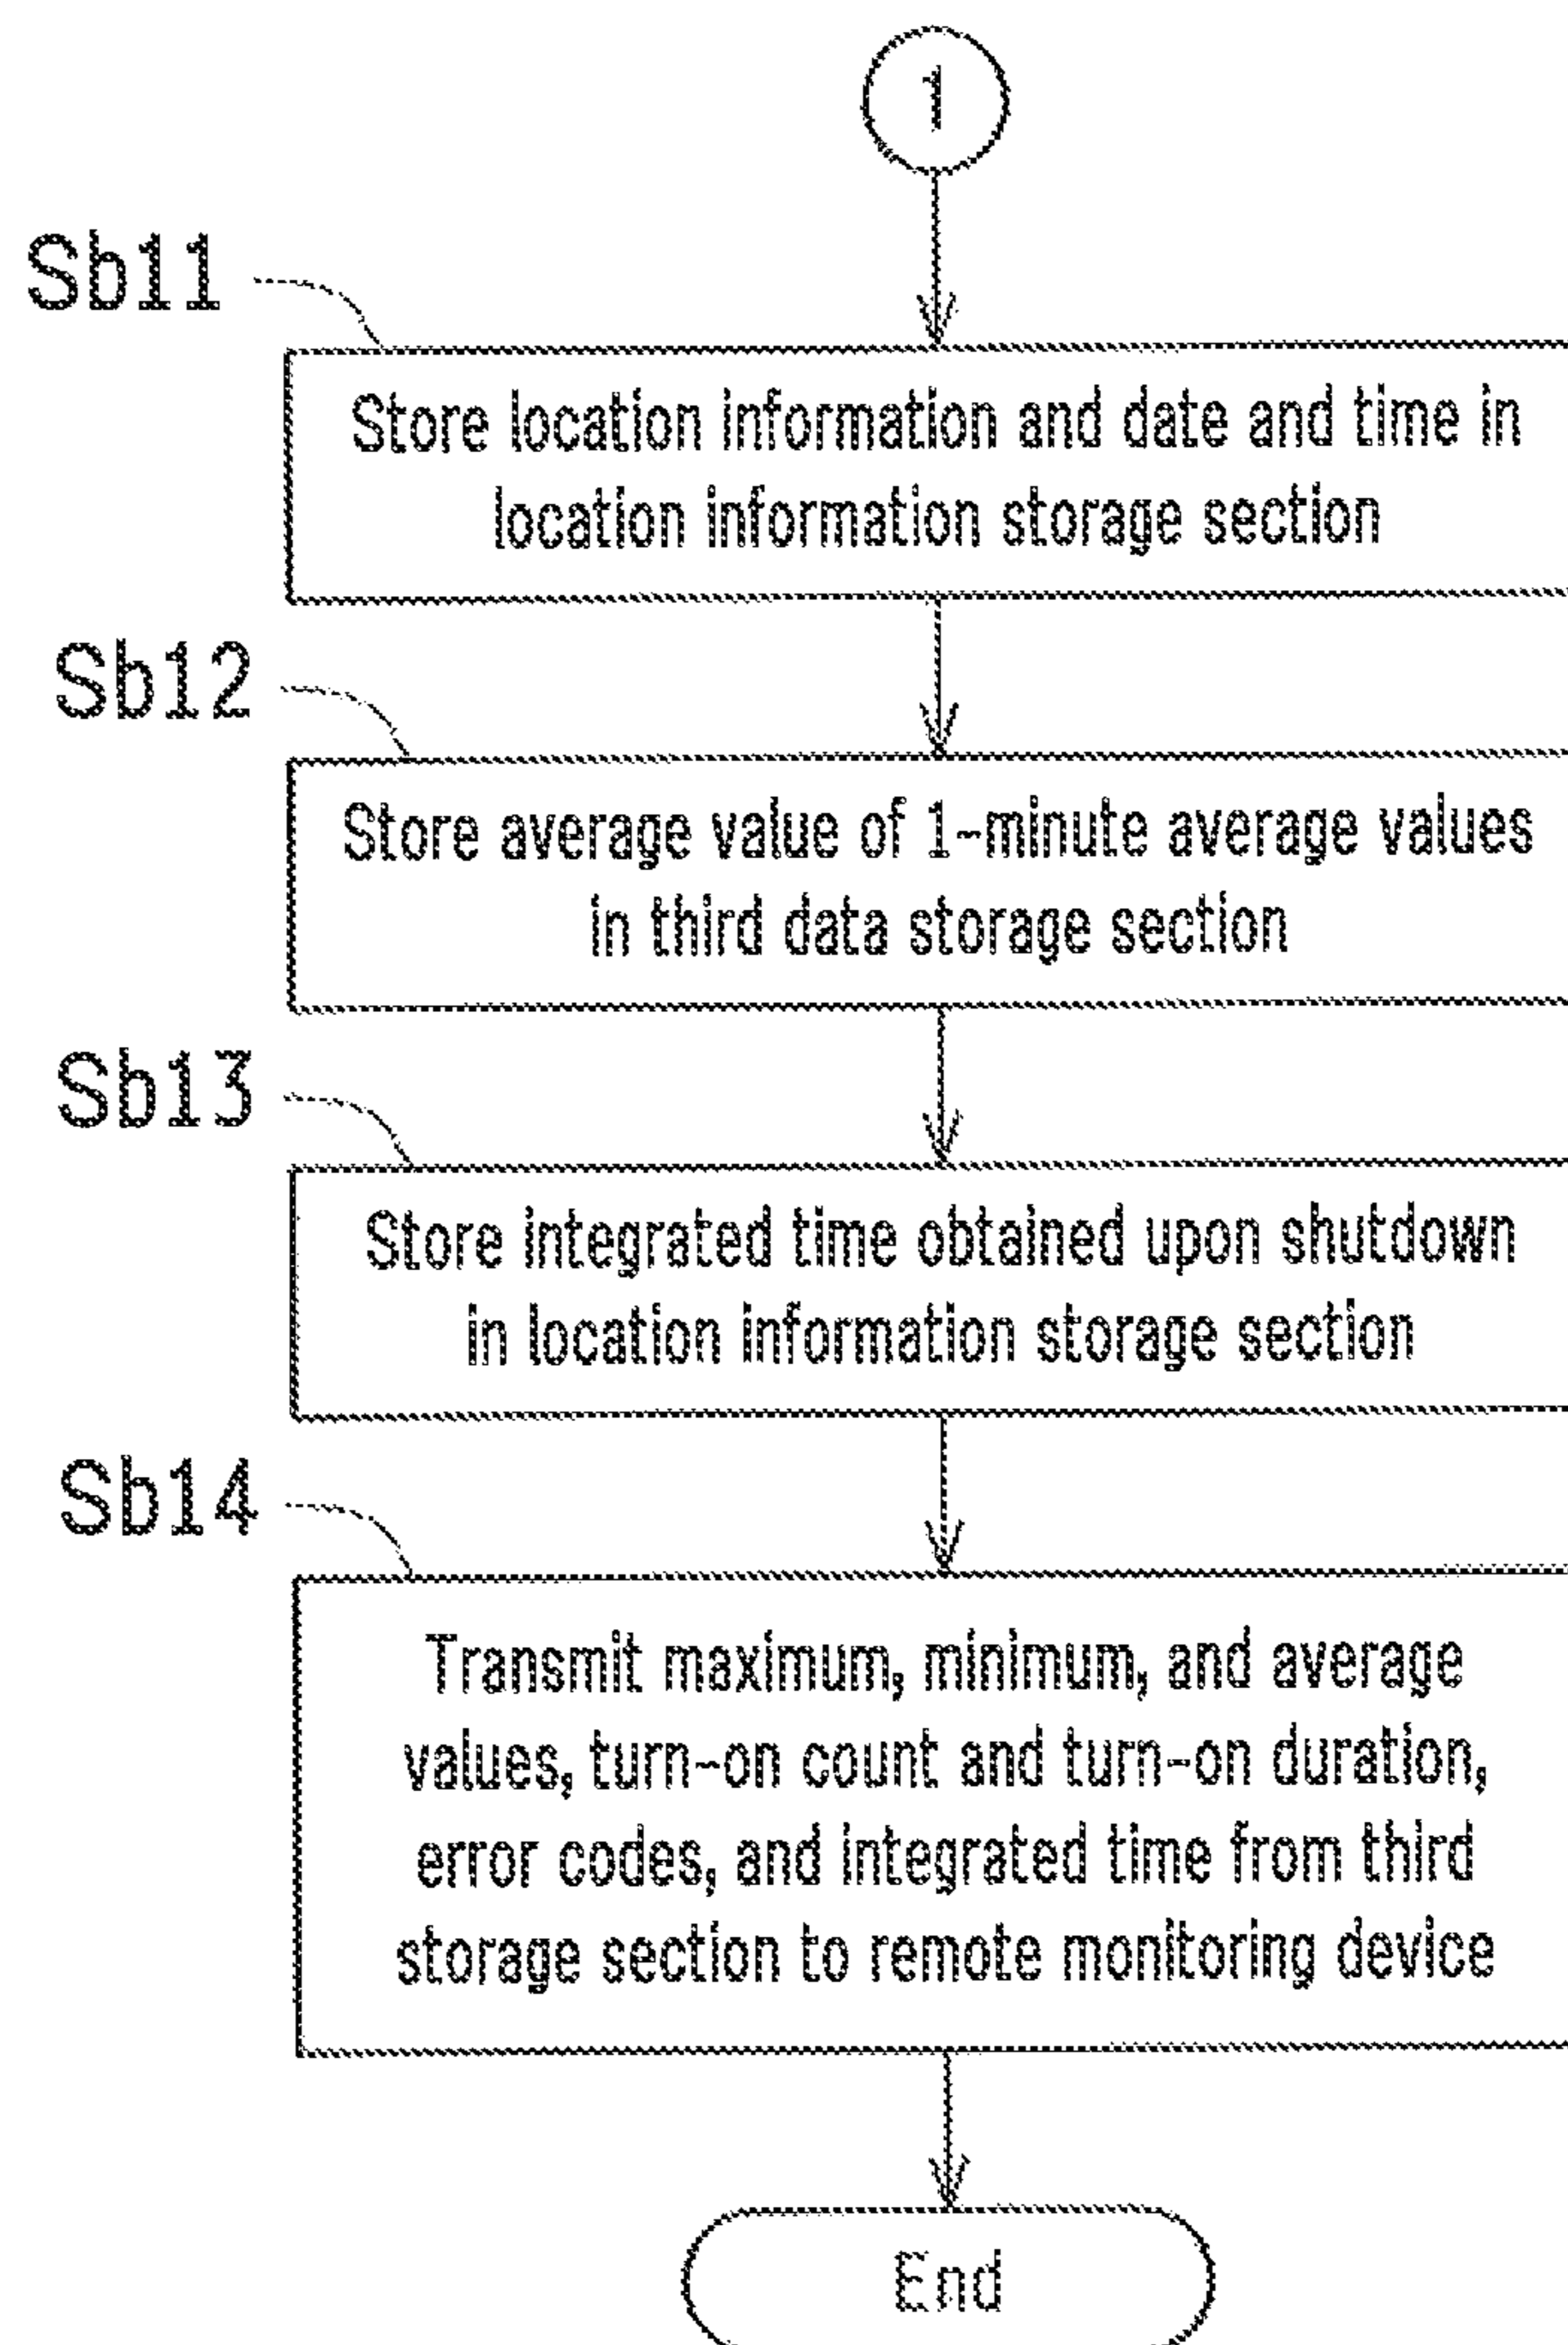 1
Sb11
Store location information and date and time in
location information storage section
Sb12
Store average value of 1-minute average values
in third data storage section
Sb13
Store integrated time obtained upon shutdown
in location information storage section
Sb14
Transmit maximum, minimum, and average
values, turn-on count and turn-on duration,
error codes, and integrated time from third
storage section to remote monitoring device
End